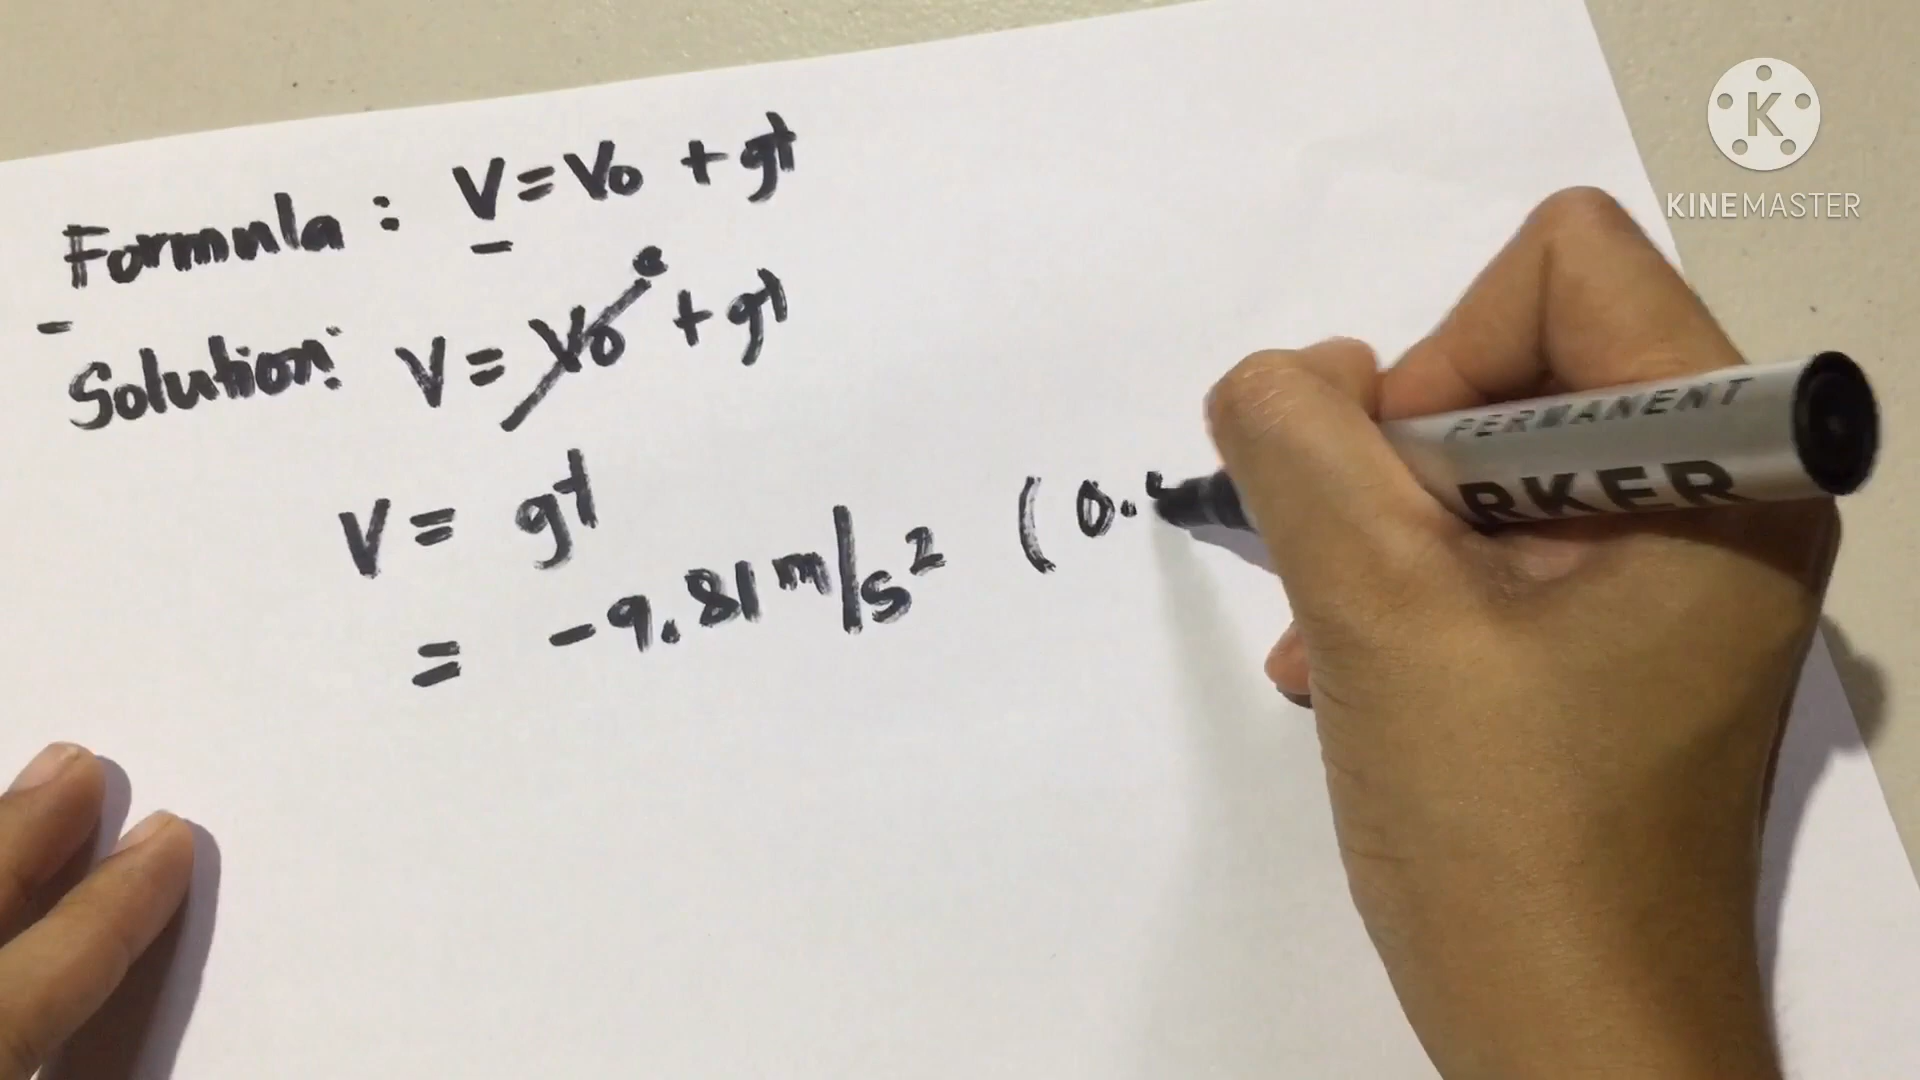 Formula: V = Vo + gt
Solution: V = Vo + gt
V = gt
= -9.81 m/s² ( 0.
PERMANENT
RKER
K
KINEMASTER